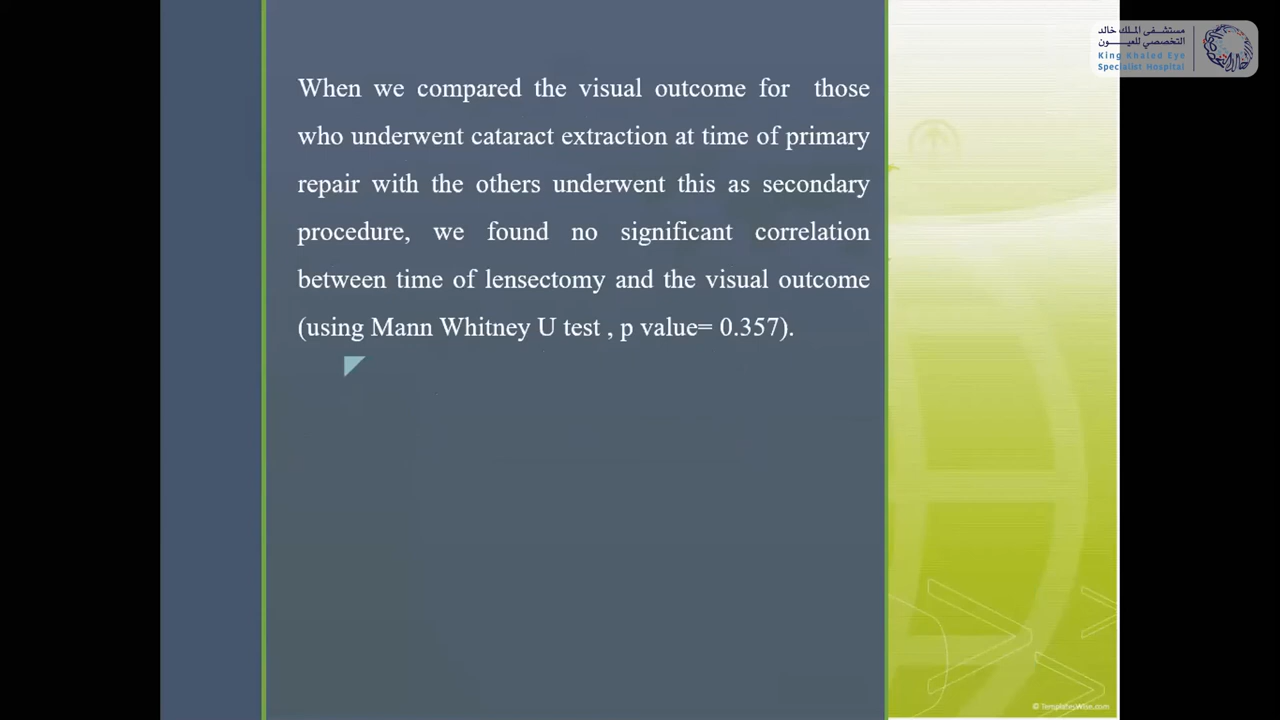 مستشفى الملك خالد
التخصصي للعيون
King Khaled Eye
Specialist Hospital
When we compared the visual outcome for those
who underwent cataract extraction at time of primary
repair with the others underwent this as secondary
procedure, we found no significant correlation
between time of lensectomy and the visual outcome
(using Mann Whitney U test , p value= 0.357).
© TemplatesWise.com